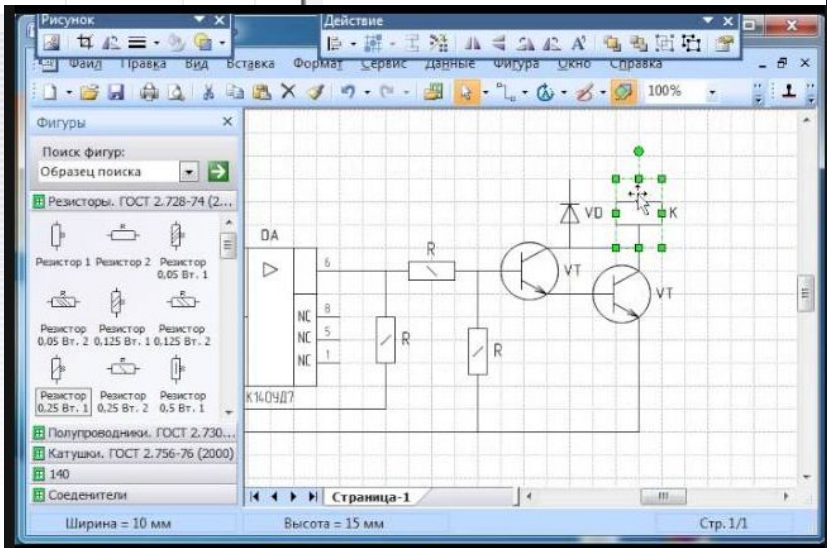 Рисунок
Действие
Файл Правка Вид Вставка Формат Сервис Данные Фигура Окно Справка
100%
Фигуры
Поиск фигур:
Образец поиска
Резисторы. ГОСТ 2.728-74 (2...
Резистор 1 Резистор 2 Резистор
0,05 Вт. 1
Резистор Резистор Резистор
0,05 Вт. 2 0,125 Вт. 1 0,125 Вт. 2
Резистор Резистор Резистор
0,25 Вт. 1 0,25 Вт. 2 0,5 Вт. 1
Полупроводники. ГОСТ 2.730...
Катушки. ГОСТ 2.756-76 (2000)
140
Соеденители
VD K
DA
R
6
VT
VT
NC 8
NC 5
NC 1
R
R
К140УД7
Страница-1
Ширина = 10 мм Высота = 15 мм Стр. 1/1